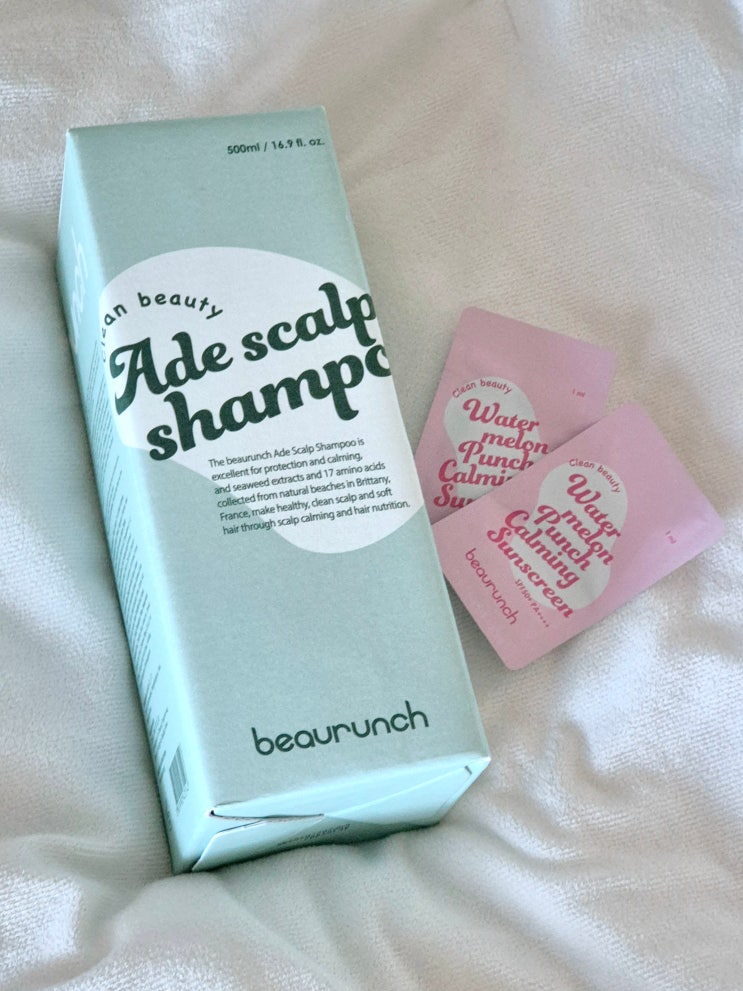 500ml / 16.9 fl. oz.
Clean beauty
Ade scalp
shampo
The beaurunch Ade Scalp Shampoo is
excellent for protection and calming,
and seaweed extracts and 17 amino acids
collected from natural beaches in Brittany,
France, make healthy, clean scalp and soft
hair through scalp calming and hair nutrition.
beaurunch
Clean beauty
Water
melon
Punch
Calmi
Su
Clean beauty
Water
melon
Punch
Calming
Sunscreen
SPF50+ PA++++
beaurunch